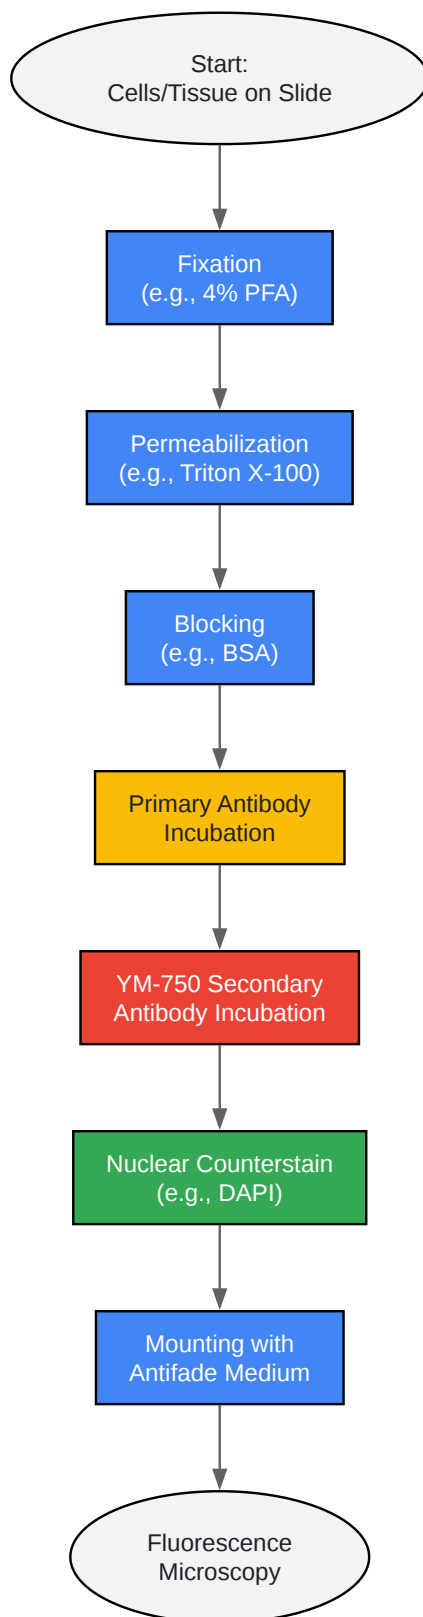 Start:
Cells/Tissue on Slide
Fixation
(e.g., 4% PFA)
Permeabilization
(e.g., Triton X-100)
Blocking
(e.g., BSA)
Primary Antibody
Incubation
YM-750 Secondary
Antibody Incubation
Nuclear Counterstain
(e.g., DAPI)
Mounting with
Antifade Medium
Fluorescence
Microscopy